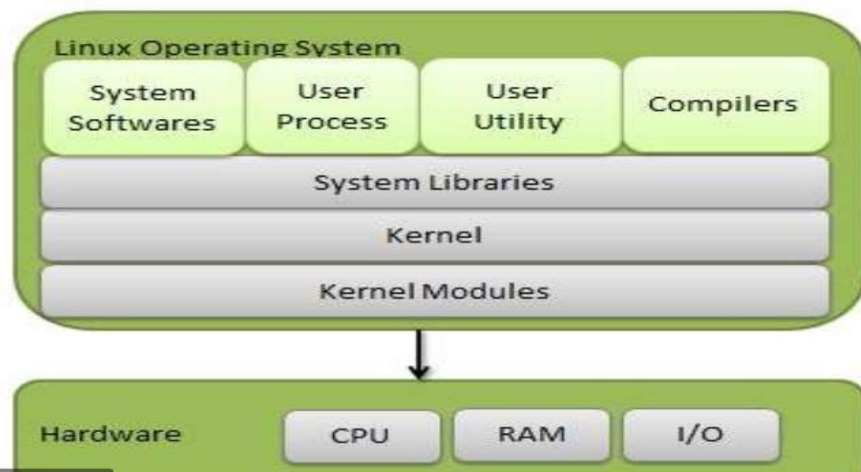 Linux Operating System
System
Softwares
User
Process
User
Utility
Compilers
System Libraries
Kernel
Kernel Modules
Hardware
CPU
RAM
I/O